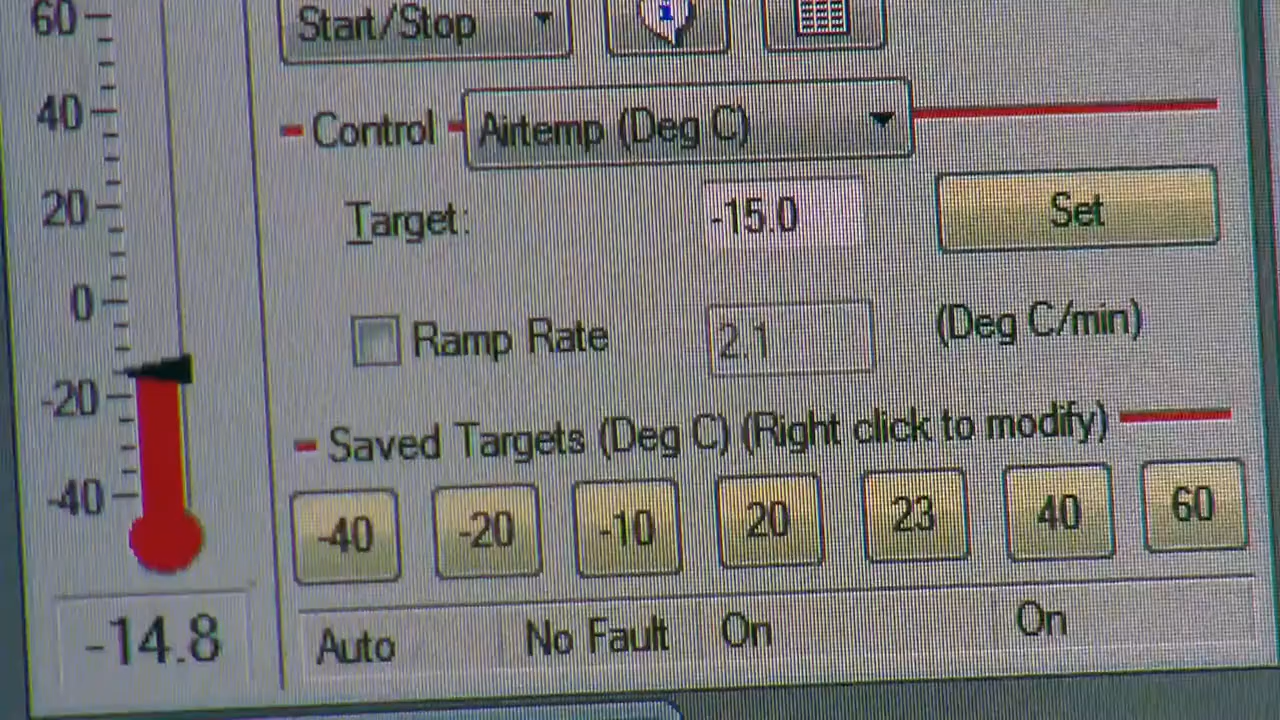 60
Start/Stop
i
40
Control
Airtemp (Deg C)
20
Target:
-15.0
Set
0
Ramp Rate
2.1
(Deg C/min)
-20
Saved Targets (Deg C) (Right click to modify)
-40
-40
-20
-10
20
23
40
60
-14.8
Auto
No Fault
On
On